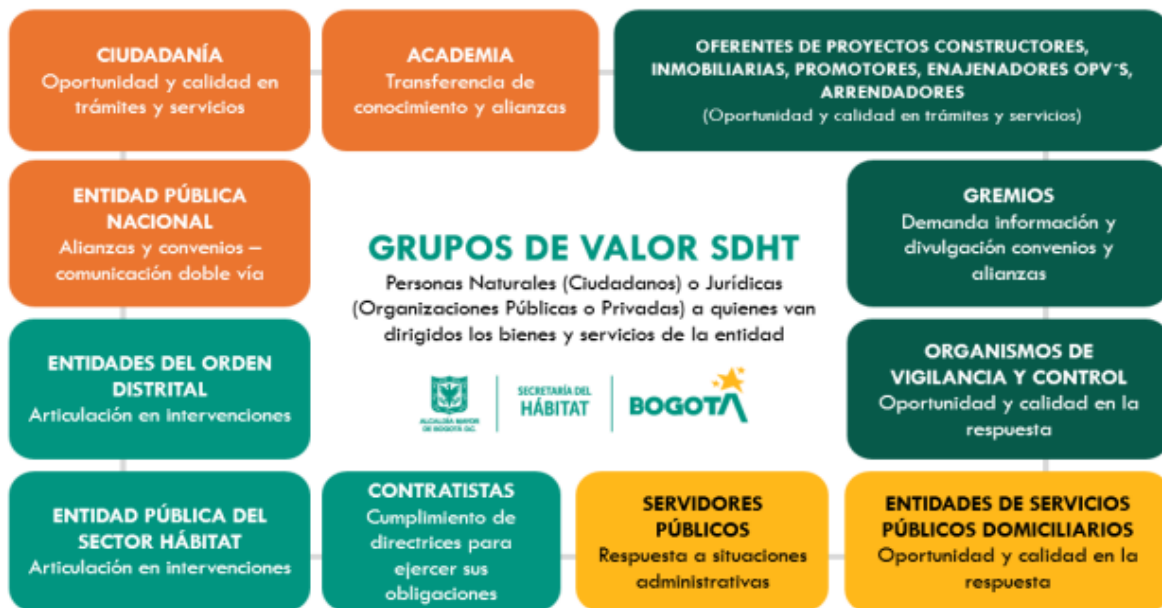 CIUDADANÍA
Oportunidad y calidad en
trámites y servicios
ACADEMIA
Transferencia de
conocimiento y alianzas
OFERENTES DE PROYECTOS CONSTRUCTORES,
INMOBILIARIAS, PROMOTORES, ENAJENADORES OPV´S,
ARRENDADORES
(Oportunidad y calidad en trámites y servicios)
ENTIDAD PÚBLICA
NACIONAL
Alianzas y convenios –
comunicación doble vía
GRUPOS DE VALOR SDHT
Personas Naturales (Ciudadanos) o Jurídicas
(Organizaciones Públicas o Privadas) a quienes van
dirigidos los bienes y servicios de la entidad
ALCALDÍA MAYOR
DE BOGOTÁ D.C.
SECRETARÍA DEL
HÁBITAT
BOGOTÁ
GREMIOS
Demanda información y
divulgación convenios y
alianzas
ENTIDADES DEL ORDEN
DISTRITAL
Articulación en intervenciones
ORGANISMOS DE
VIGILANCIA Y CONTROL
Oportunidad y calidad en la
respuesta
ENTIDAD PÚBLICA DEL
SECTOR HÁBITAT
Articulación en intervenciones
CONTRATISTAS
Cumplimiento de
directrices para
ejercer sus
obligaciones
SERVIDORES
PÚBLICOS
Respuesta a situaciones
administrativas
ENTIDADES DE SERVICIOS
PÚBLICOS DOMICILIARIOS
Oportunidad y calidad en la
respuesta